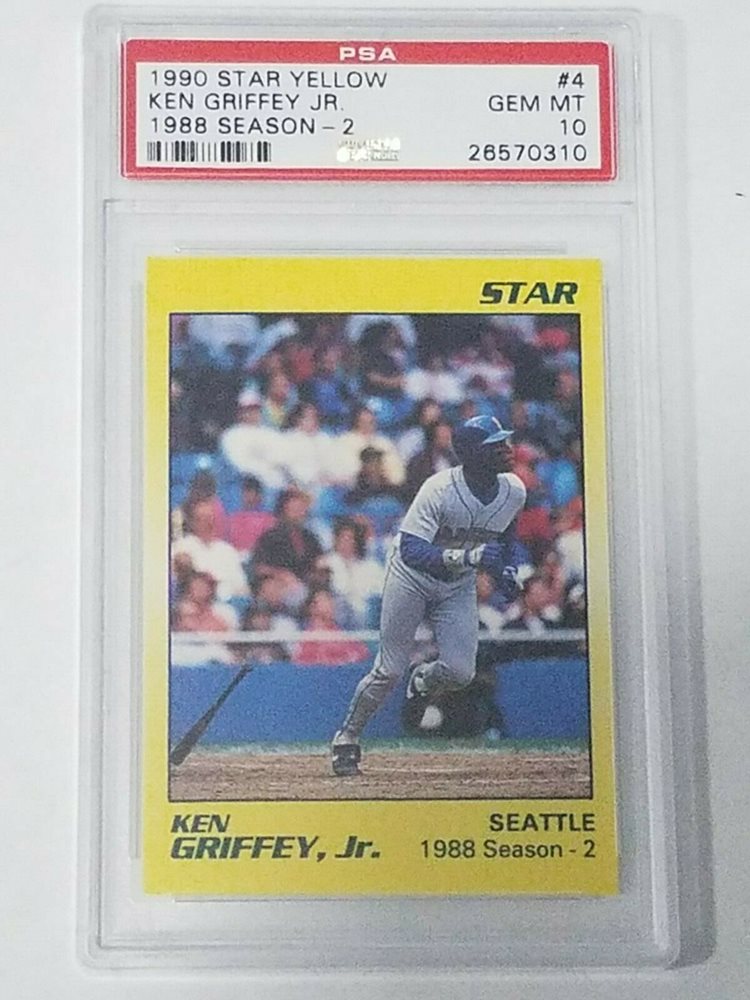 PSA
1990 STAR YELLOW #4
KEN GRIFFEY JR. GEM MT
1988 SEASON - 2 10
26570310
STAR
KEN SEATTLE
GRIFFEY, Jr. 1988 Season - 2